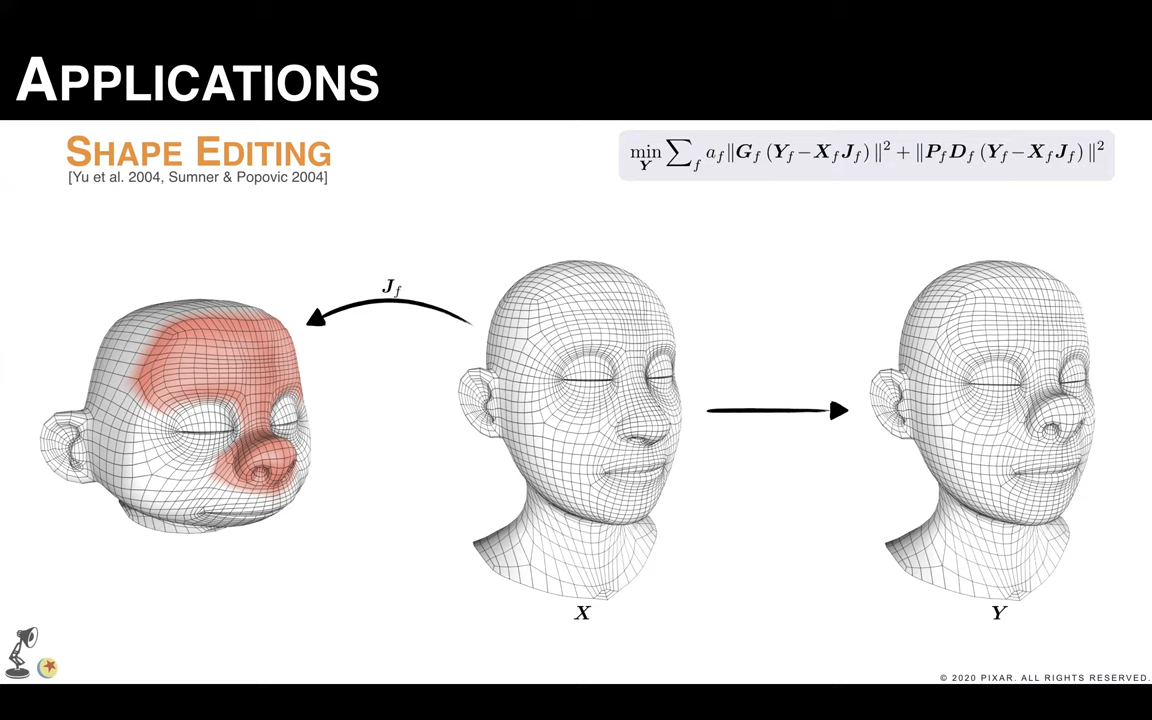 APPLICATIONS
SHAPE EDITING
[Yu et al. 2004, Sumner & Popovic 2004]
min_Y ∑_f a_f‖G_f (Y_f − X_f J_f)‖² + ‖P_f D_f (Y_f − X_f J_f)‖²
J_f
X
Y
© 2020 PIXAR. ALL RIGHTS RESERVED.